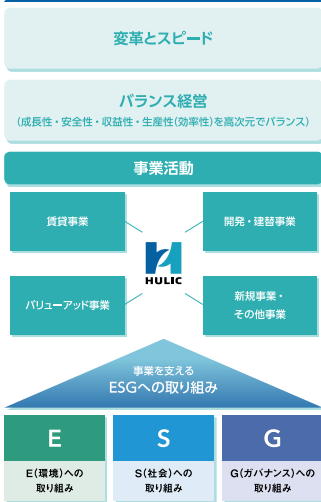 変革とスピード
バランス経営
(成長性・安全性・収益性・生産性(効率性)を高次元でバランス)
事業活動
賃貸事業
開発・建替事業
HULIC
バリューアッド事業
新規事業・
その他事業
事業を支える
ESGへの取り組み
E
S
G
E(環境)への
取り組み
S(社会)への
取り組み
G(ガバナンス)への
取り組み